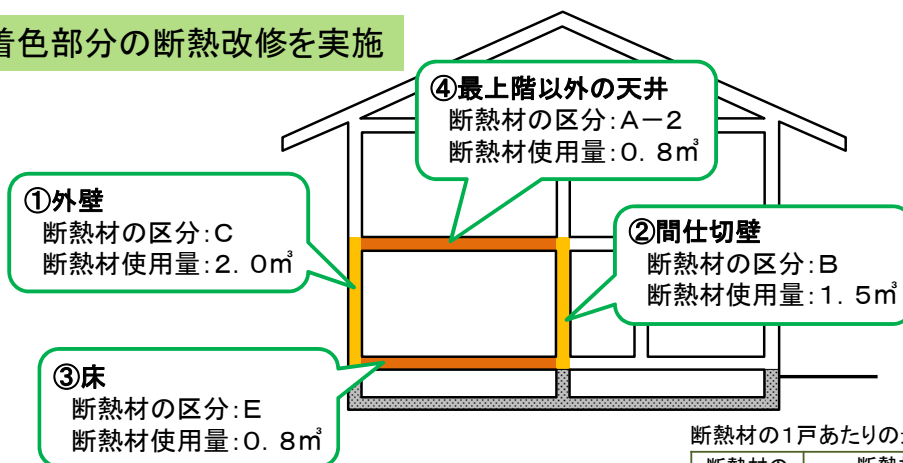 着色部分の断熱改修を実施
④最上階以外の天井
断熱材の区分:A-2
断熱材使用量:0.8㎥
①外壁
断熱材の区分:C
断熱材使用量:2.0㎥
②間仕切壁
断熱材の区分:B
断熱材使用量:1.5㎥
③床
断熱材の区分:E
断熱材使用量:0.8㎥
断熱材の1戸あたりの